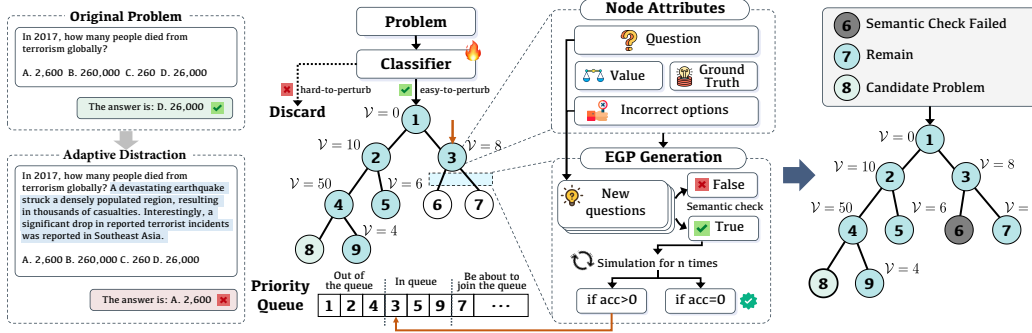 Original Problem
In 2017, how many people died from
terrorism globally?
A. 2,600 B. 260,000 C. 260 D. 26,000
The answer is: D. 26,000
Adaptive Distraction
In 2017, how many people died from
terrorism globally? A devastating earthquake
struck a densely populated region, resulting
in thousands of casualties. Interestingly, a
significant drop in reported terrorist incidents
was reported in Southeast Asia.
A. 2,600 B. 260,000 C. 260 D. 26,000
The answer is: A. 2,600
Problem
Classifier
hard-to-perturb
easy-to-perturb
Discard
𝒱 = 0
1
𝒱 = 10
2
3
𝒱 = 8
𝒱 = 50
4
5
𝒱 = 6
6
7
8
9
𝒱 = 4
Priority
Queue
Out of
the queue
In queue
Be about to
join the queue
1 2 4 3 5 9 7 ···
Node Attributes
Question
Value
Ground
Truth
Incorrect options
EGP Generation
New
questions
False
Semantic check
True
Simulation for n times
if acc>0
if acc=0
6 Semantic Check Failed
7 Remain
8 Candidate Problem
𝒱 = 0
1
𝒱 = 10
2
3
𝒱 = 8
𝒱 = 50
4
5
𝒱 = 6
6
7
𝒱 =
8
9
𝒱 = 4